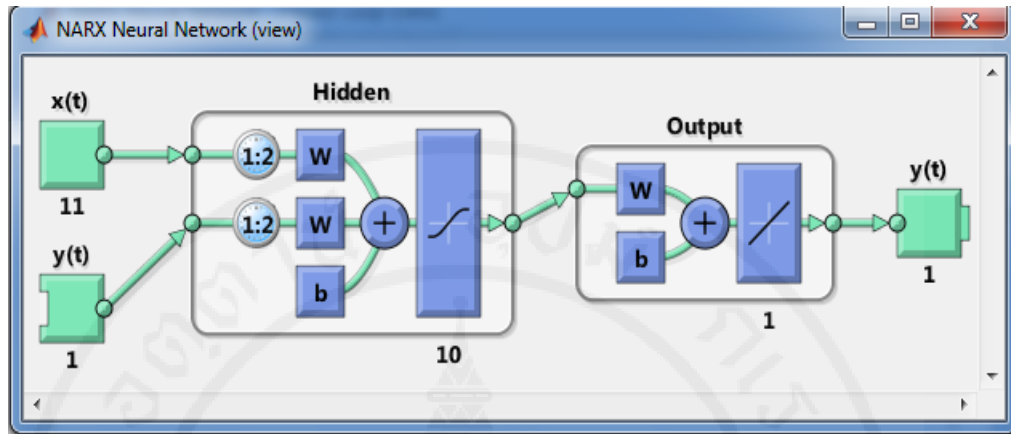 NARX Neural Network (view)
Hidden
x(t)
1:2
W
11
Output
y(t)
1:2
W
b
10
W
b
1
y(t)
1
1